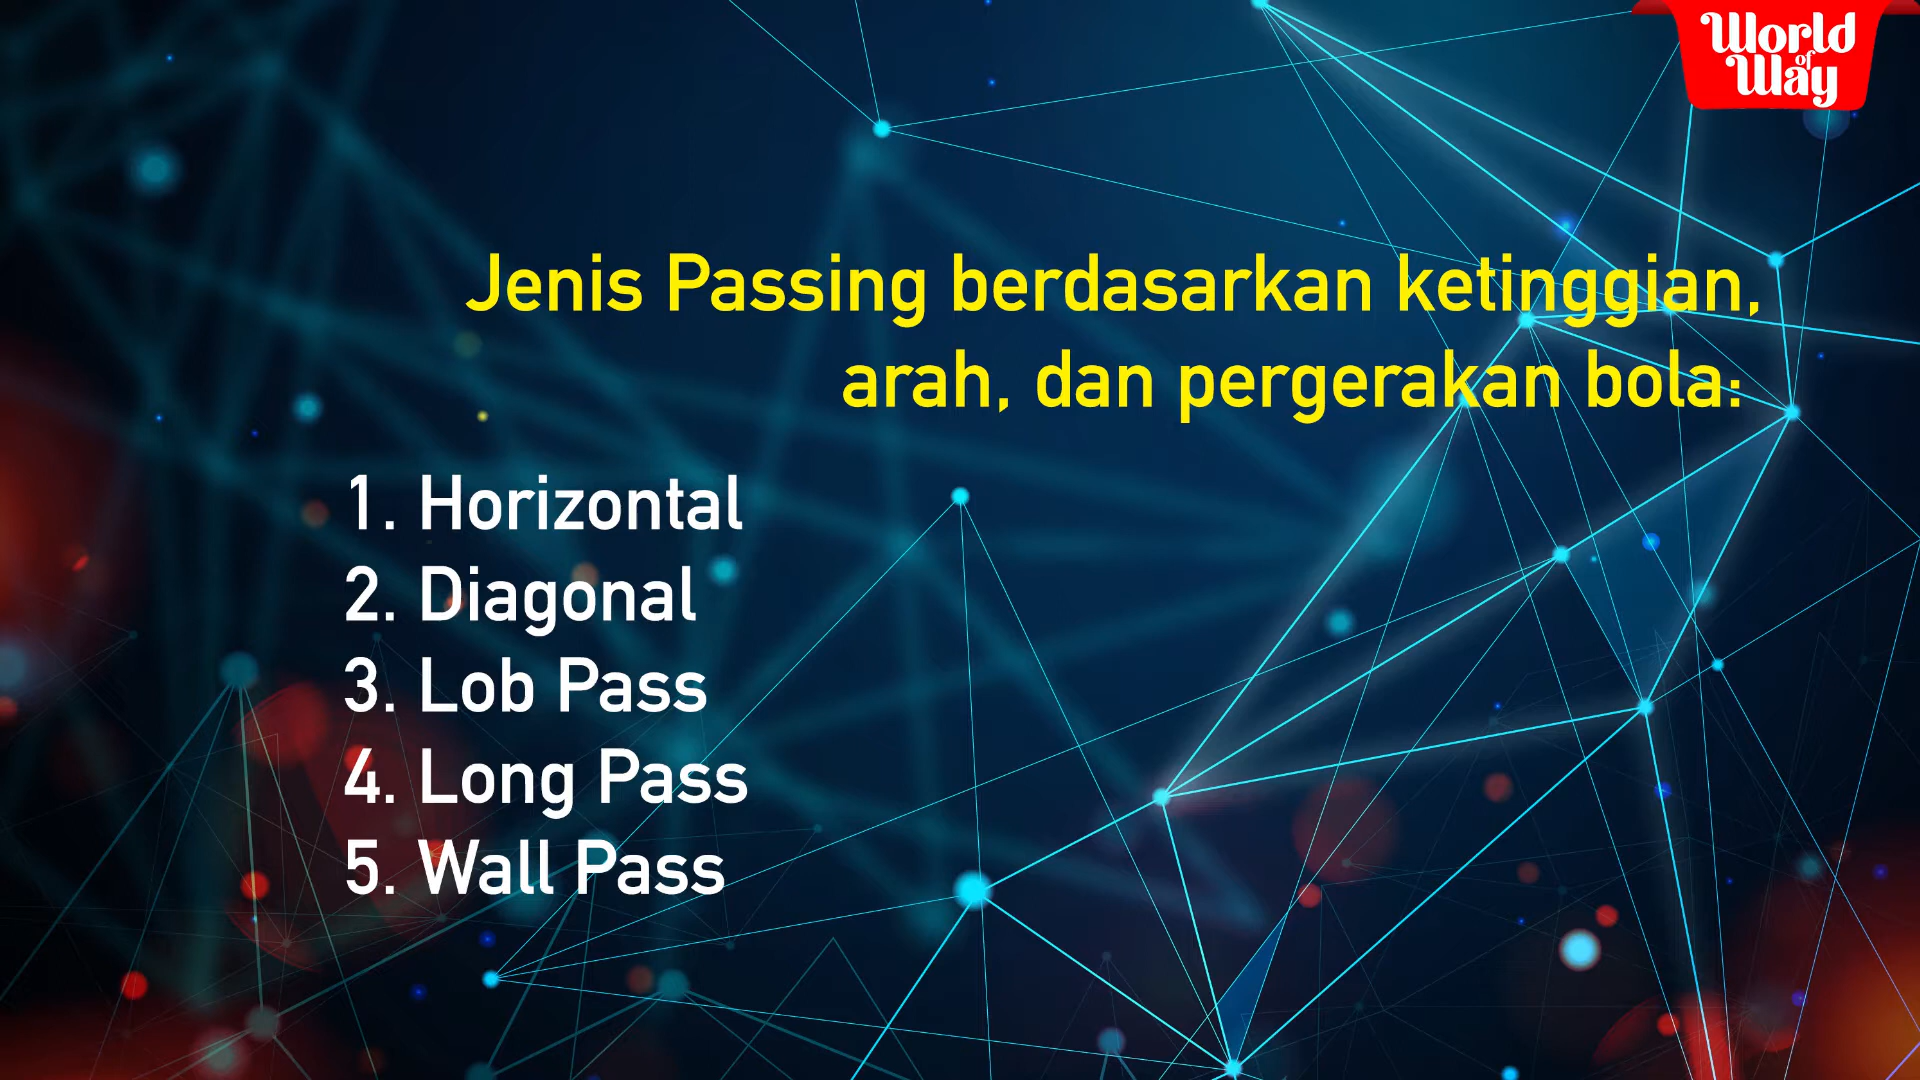 World
of
Way
Jenis Passing berdasarkan ketinggian,
arah, dan pergerakan bola:
1. Horizontal
2. Diagonal
3. Lob Pass
4. Long Pass
5. Wall Pass